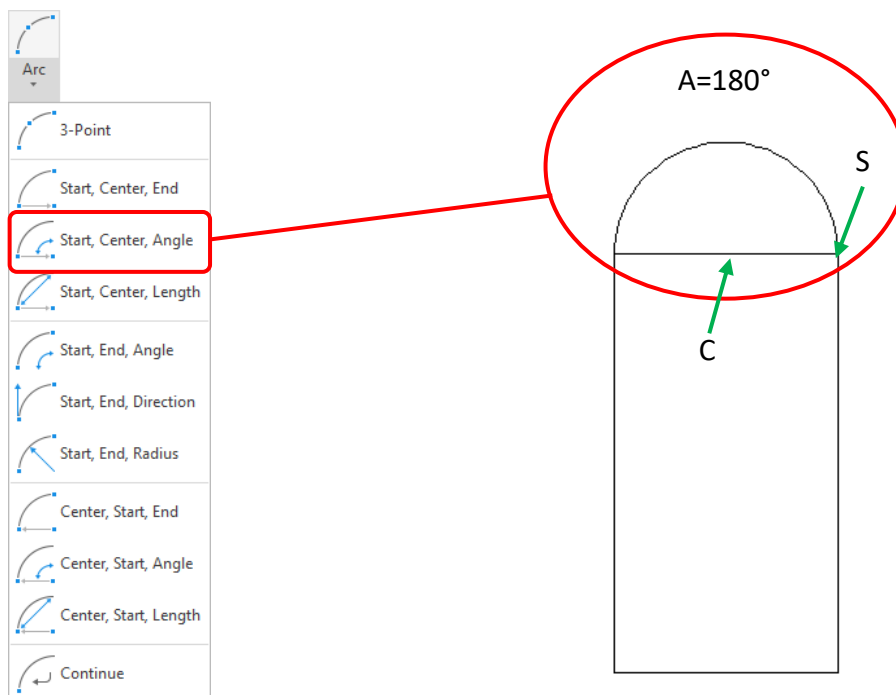 Arc
3-Point
Start, Center, End
Start, Center, Angle
Start, Center, Length
Start, End, Angle
Start, End, Direction
Start, End, Radius
Center, Start, End
Center, Start, Angle
Center, Start, Length
Continue
A=180°
S
C